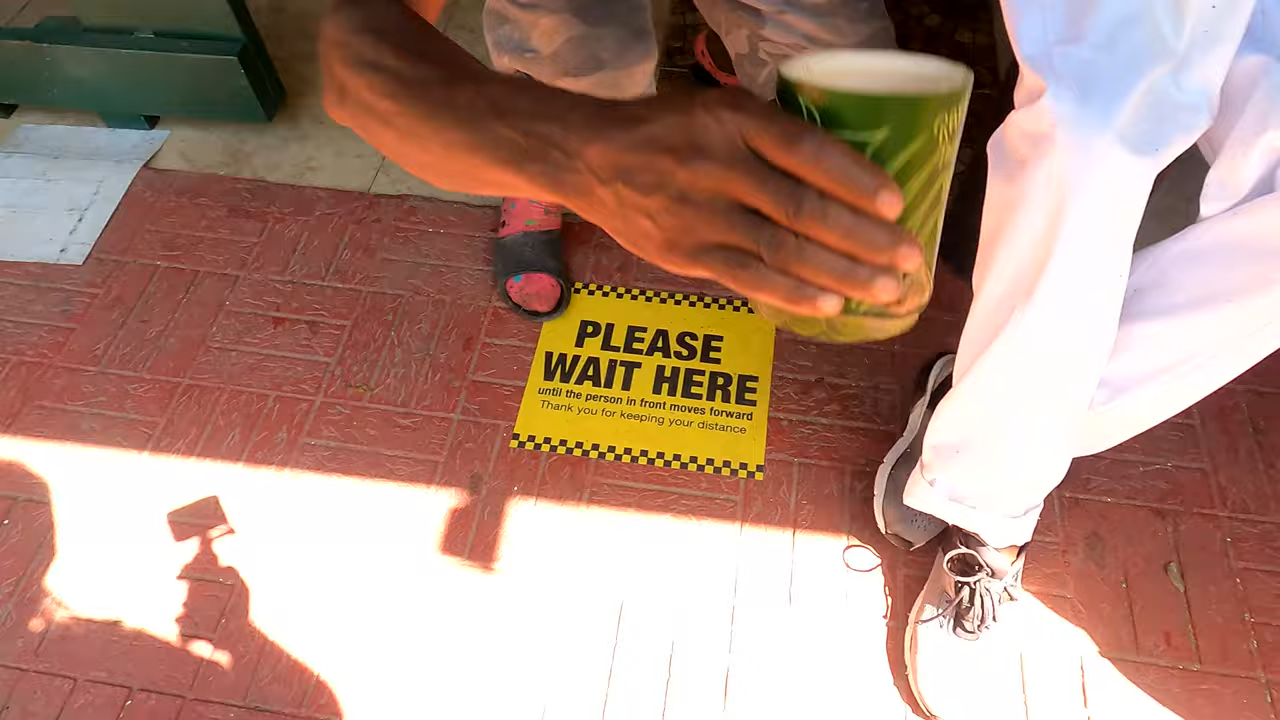 PLEASE
WAIT HERE
until the person in front moves forward
Thank you for keeping your distance